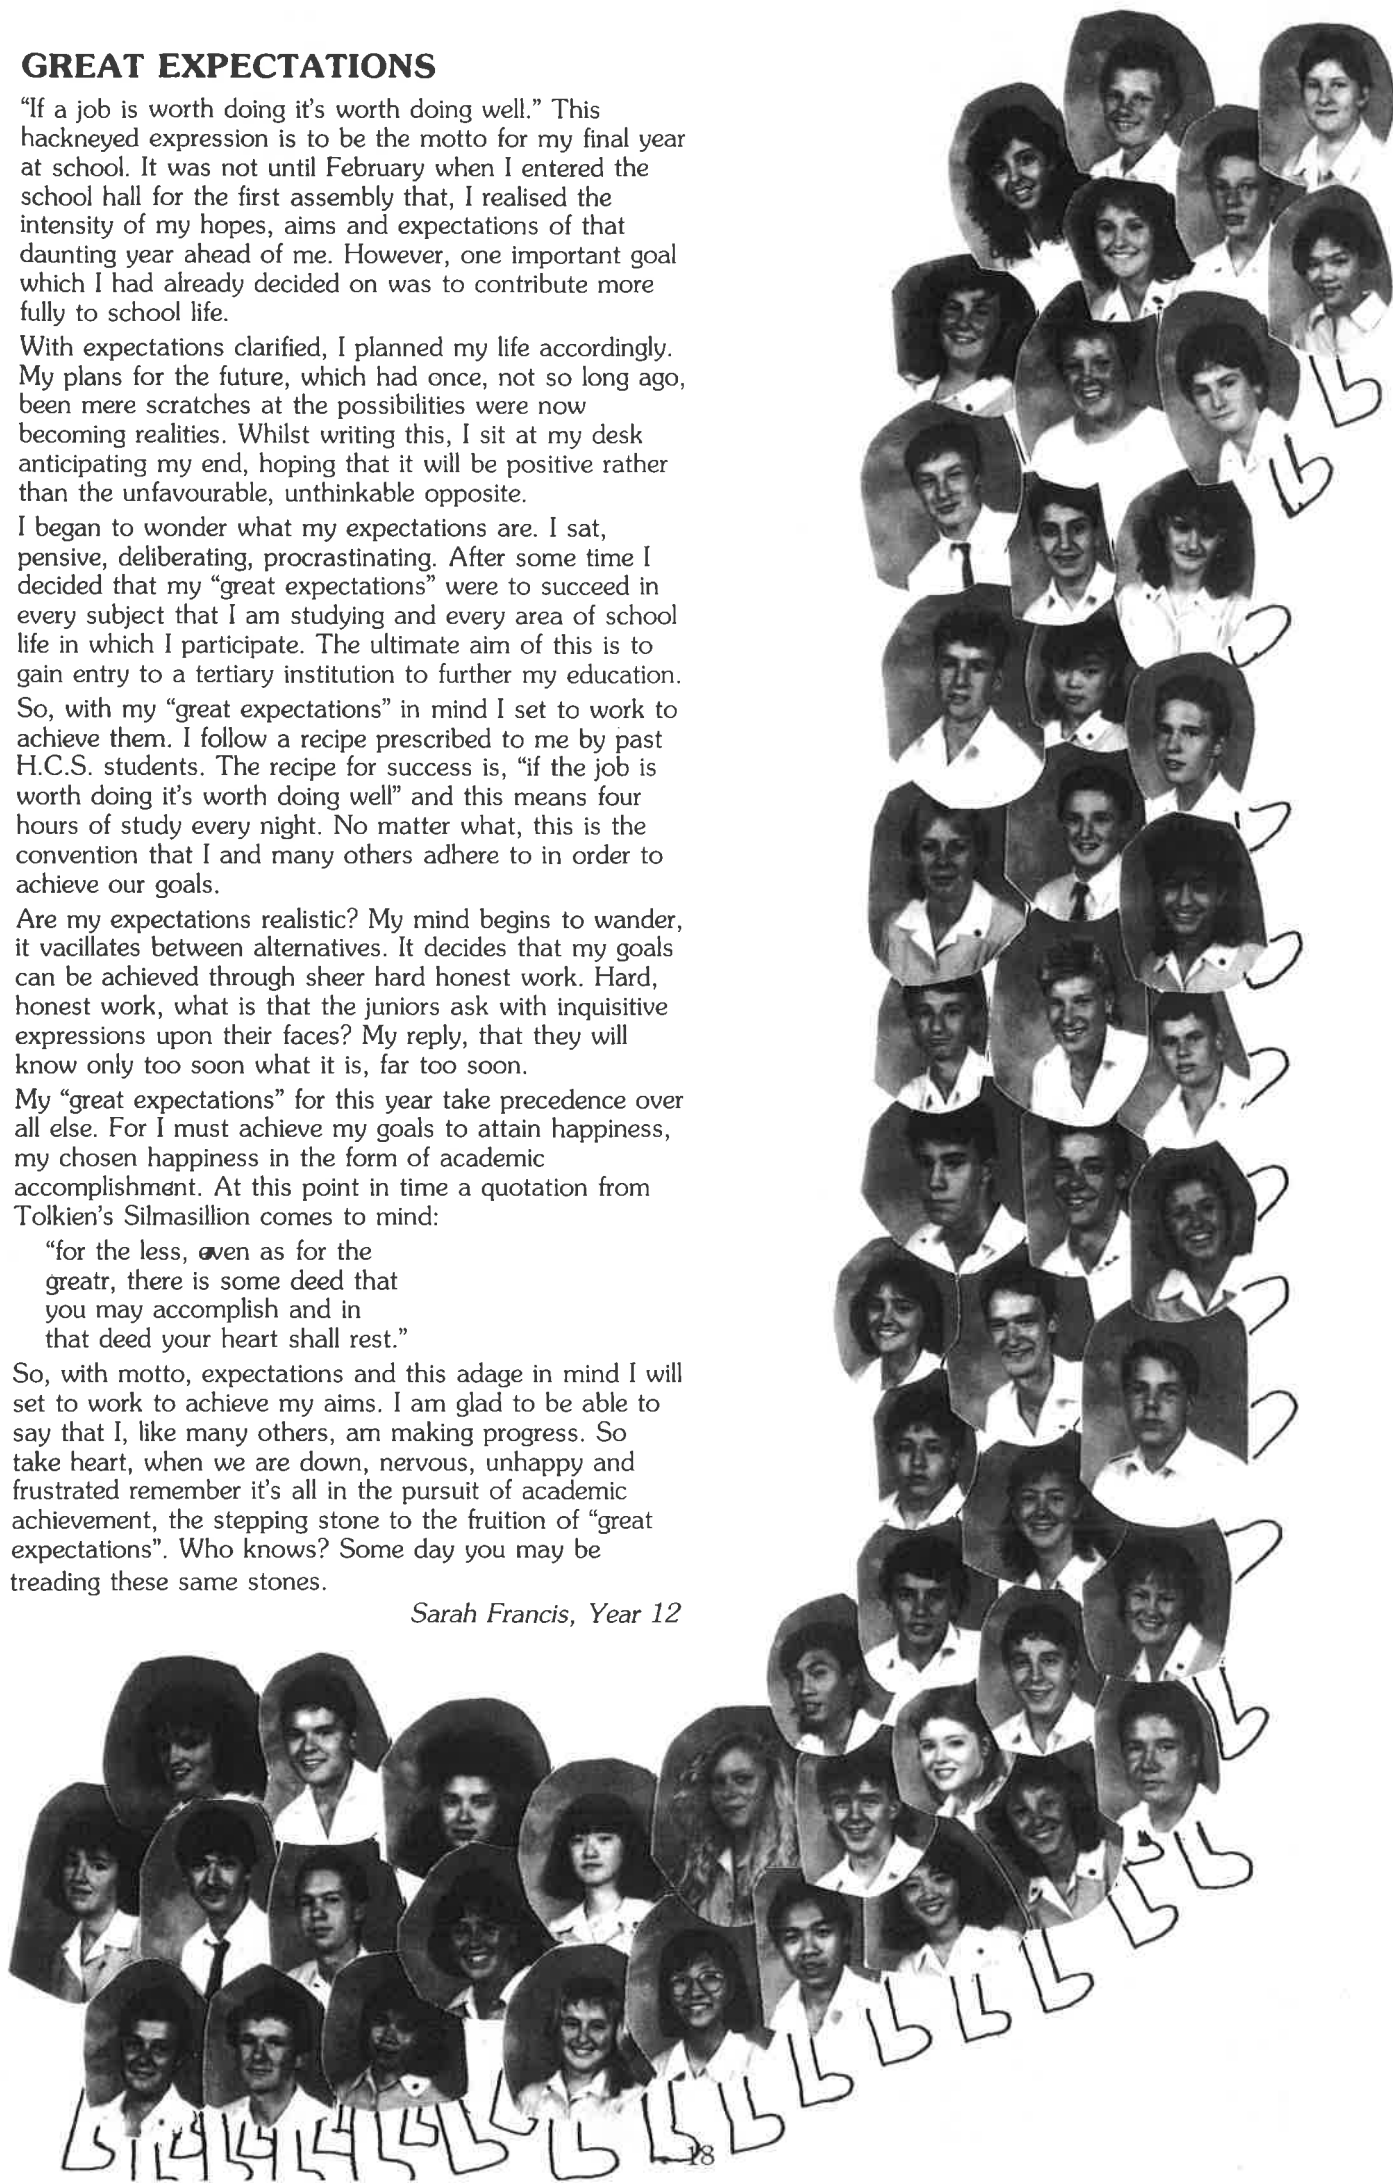 GREAT EXPECTATIONS
“If a job is worth doing it's worth doing well.” This
hackneyed expression is to be the motto for my final year
at school. It was not until February when I entered the
school hall for the first assembly that, I realised the
intensity of my hopes, aims and expectations of that
daunting year ahead of me. However, one important goal
which I had already decided on was to contribute more
fully to school life.
With expectations clarified, I planned my life accordingly.
My plans for the future, which had once, not so long ago,
been mere scratches at the possibilities were now
becoming realities. Whilst writing this, I sit at my desk
anticipating my end, hoping that it will be positive rather
than the unfavourable, unthinkable opposite.
I began to wonder what my expectations are. I sat,
pensive, deliberating, procrastinating. After some time I
decided that my “great expectations” were to succeed in
every subject that I am studying and every area of school
life in which I participate. The ultimate aim of this is to
gain entry to a tertiary institution to further my education.
So, with my “great expectations” in mind I set to work to
achieve them. I follow a recipe prescribed to me by past
H.C.S. students. The recipe for success is, “if the job is
worth doing it's worth doing well” and this means four
hours of study every night. No matter what, this is the
convention that I and many others adhere to in order to
achieve our goals.
Are my expectations realistic? My mind begins to wander,
it vacillates between alternatives. It decides that my goals
can be achieved through sheer hard honest work. Hard,
honest work, what is that the juniors ask with inquisitive
expressions upon their faces? My reply, that they will
know only too soon what it is, far too soon.
My “great expectations” for this year take precedence over
all else. For I must achieve my goals to attain happiness,
my chosen happiness in the form of academic
accomplishment. At this point in time a quotation from
Tolkien's Silmasillion comes to mind:
“for the less, even as for the
greatr, there is some deed that
you may accomplish and in
that deed your heart shall rest.”
So, with motto, expectations and this adage in mind I will
set to work to achieve my aims. I am glad to be able to
say that I, like many others, am making progress. So
take heart, when we are down, nervous, unhappy and
frustrated remember it's all in the pursuit of academic
achievement, the stepping stone to the fruition of “great
expectations”. Who knows? Some day you may be
treading these same stones.
Sarah Francis, Year 12
18